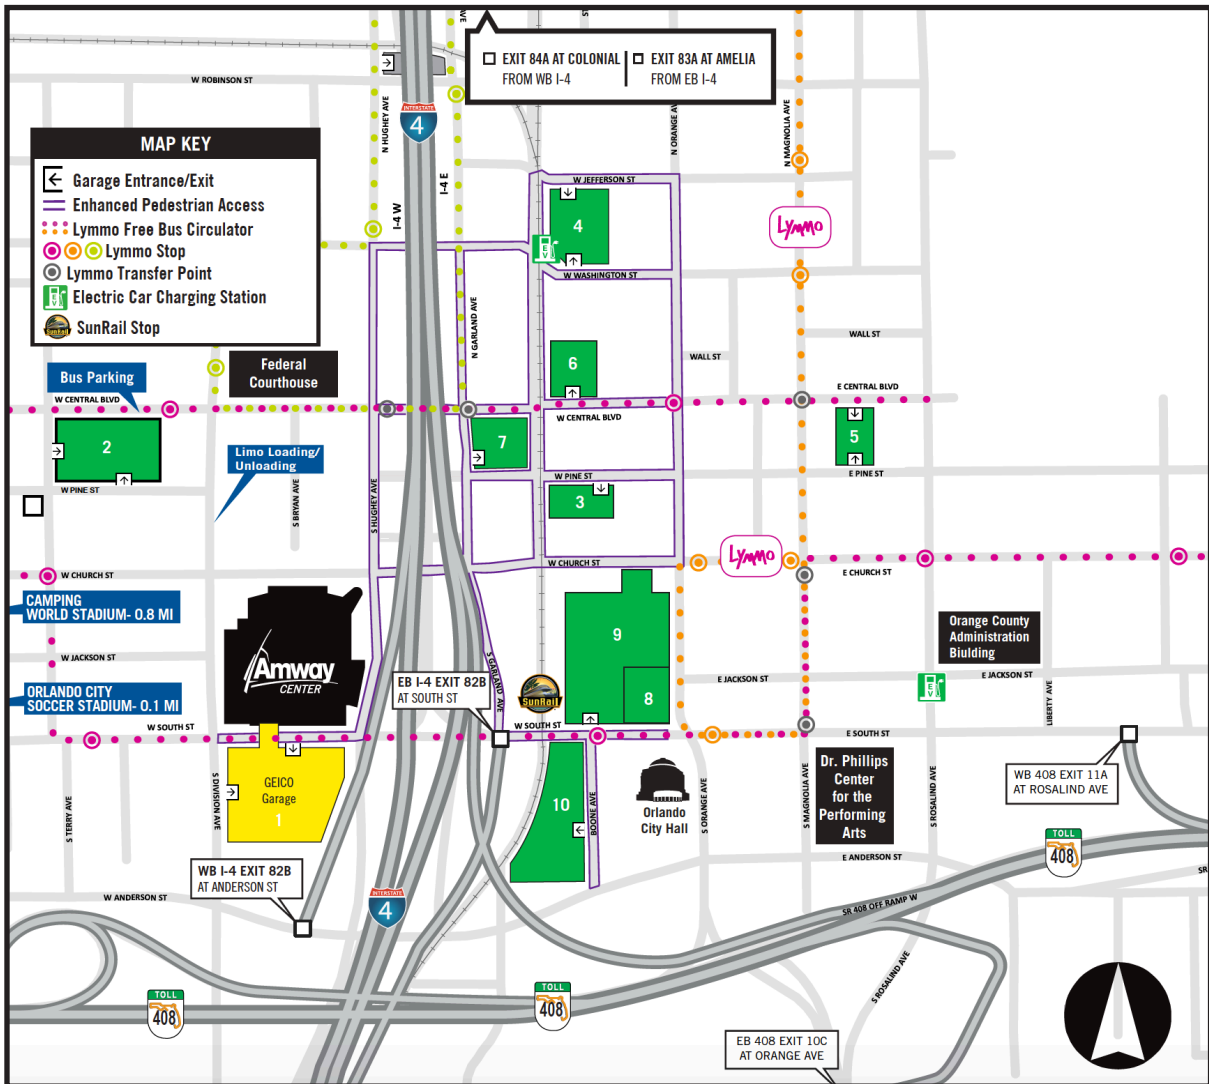 AVE
S
EXIT 84A AT COLONIAL
FROM WB I-4
EXIT 83A AT AMELIA
FROM EB I-4
W ROBINSON ST
N HUGHEY AVE
INTERSTATE
4
N ORANGE AVE
N MAGNOLIA AVE
MAP KEY
Garage Entrance/Exit
Enhanced Pedestrian Access
Lymmo Free Bus Circulator
Lymmo Stop
Lymmo Transfer Point
EV
Electric Car Charging Station
SunRail
SunRail Stop
I-4 W
I-4 E
W JEFFERSON ST
4
EV
W WASHINGTON ST
LYMMO
N GARLAND AVE
WALL ST
WALL ST
Federal
Courthouse
6
Bus Parking
W CENTRAL BLVD
W CENTRAL BLVD
E CENTRAL BLVD
2
7
5
Limo Loading/
Unloading
W PINE ST
W PINE ST
E PINE ST
S BRYAN AVE
S HUGHEY AVE
3
W CHURCH ST
W CHURCH ST
LYMMO
E CHURCH ST
CAMPING
WORLD STADIUM- 0.8 MI
W JACKSON ST
Amway
CENTER
9
8
Orange County
Administration
Biulding
ORLANDO CITY
SOCCER STADIUM- 0.1 MI
EB I-4 EXIT 82B
AT SOUTH ST
S GARLAND AVE
SunRail
E JACKSON ST
E JACKSON ST
EV
LIBERTY AVE
W SOUTH ST
W SOUTH ST
E SOUTH ST
GEICO
Garage
1
S TERRY AVE
S DIVISION AVE
10
BOONE AVE
Orlando
City Hall
S ORANGE AVE
S MAGNOLIA AVE
Dr. Phillips
Center
for the
Performing
Arts
S ROSALIND AVE
WB 408 EXIT 11A
AT ROSALIND AVE
TOLL
408
E ANDERSON ST
WB I-4 EXIT 82B
AT ANDERSON ST
W ANDERSON ST
INTERSTATE
4
SR 408 OFF RAMP W
SR
S ROSALIND AVE
TOLL
408
TOLL
408
EB 408 EXIT 10C
AT ORANGE AVE